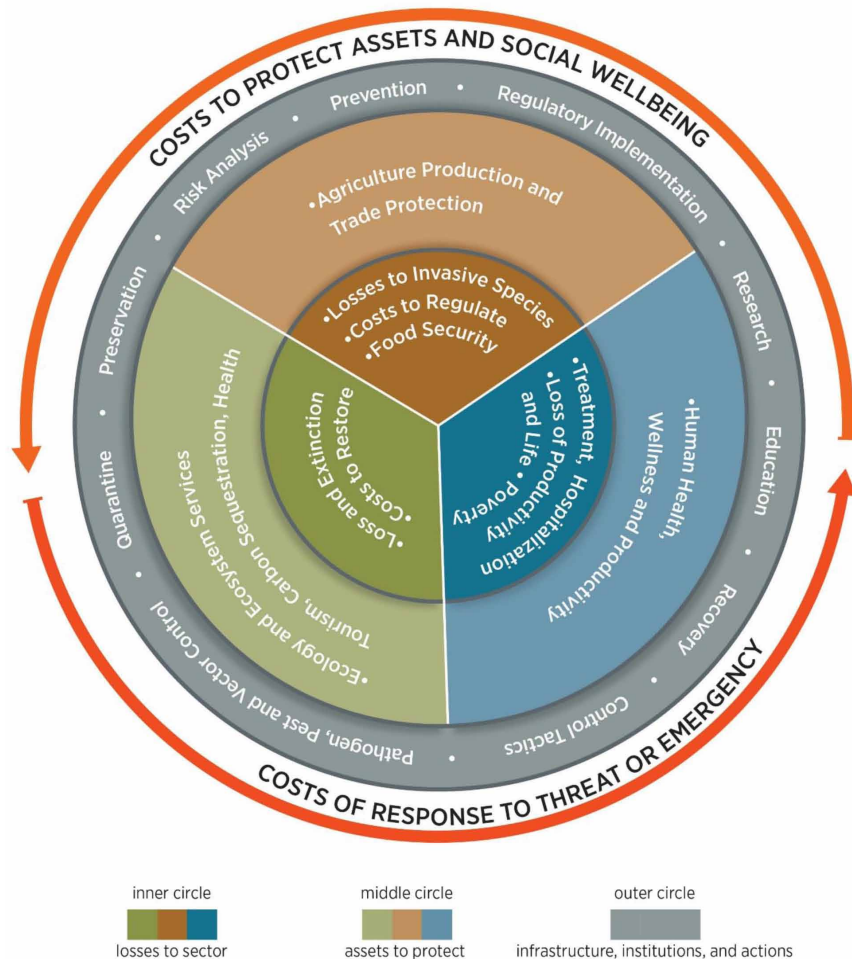 COSTS TO PROTECT ASSETS AND SOCIAL WELLBEING
Preservation • Risk Analysis • Prevention • Regulatory Implementation • Research • Education • Recovery • Control Tactics • Pathogen, Pest and Vector Control • Quarantine •
•Agriculture Production and
Trade Protection
•Losses to Invasive Species
•Costs to Regulate
•Food Security
•Human Health,
Wellness and Productivity
•Treatment, Hospitalization
•Loss of Productivity
and Life • Poverty
•Ecology and Ecosystem Services
Tourism, Carbon Sequestration, Health
•Loss and Extinction
•Costs to Restore
COSTS OF RESPONSE TO THREAT OR EMERGENCY
inner circle
losses to sector
middle circle
assets to protect
outer circle
infrastructure, institutions, and actions